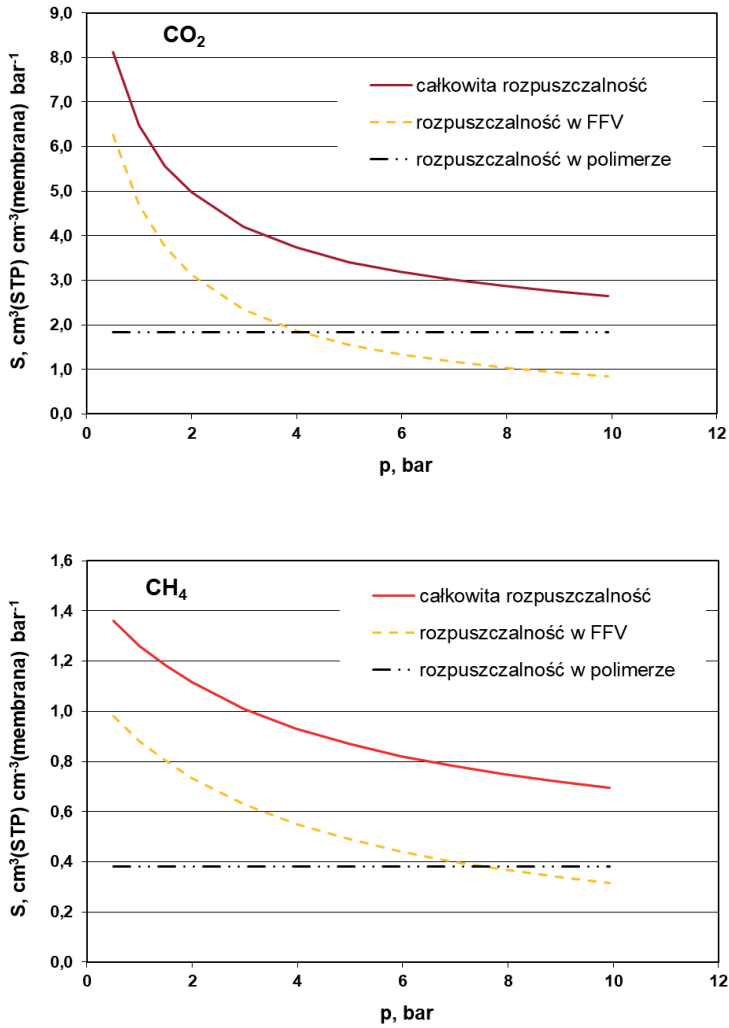 9,0
8,0
7,0
6,0
5,0
4,0
3,0
2,0
1,0
0,0
S, cm³(STP) cm⁻³(membrana) bar⁻¹
CO₂
całkowita rozpuszczalność
rozpuszczalność w FFV
rozpuszczalność w polimerze
0 2 4 6 8 10 12
p, bar
1,6
1,4
1,2
1,0
0,8
0,6
0,4
0,2
0,0
S, cm³(STP) cm⁻³(membrana) bar⁻¹
CH₄
całkowita rozpuszczalność
rozpuszczalność w FFV
rozpuszczalność w polimerze
0 2 4 6 8 10 12
p, bar